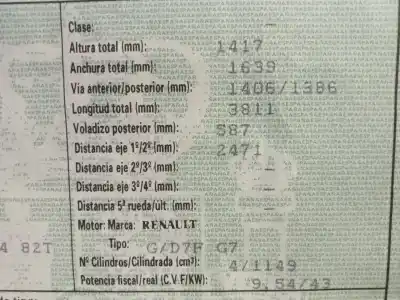 Clase: –
Altura total (mm): 1417
Anchura total (mm): 1639
Via anterior/posterior (mm): 1406/1386
Longitud total (mm): 3811
Voladizo posterior (mm): 587
Distancia eje 1º/2º (mm): 2471
Distancia eje 2º/3º (mm): –
Distancia eje 3º/4º (mm): –
Distancia 5ª rueda/últ. (mm): –
Motor: Marca: RENAULT
4 82T Tipo: G/D7F G7
Nº Cilindros/Cilindrada (cm³): 4/1149
Potencia fiscal/real (C.V.F/KW): 9.54/43